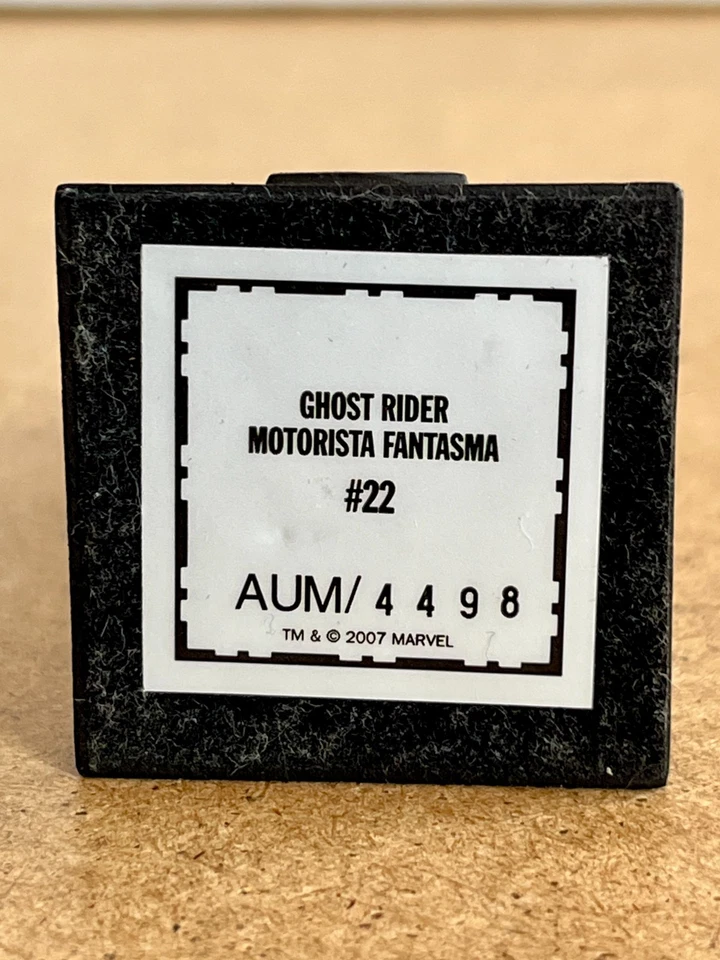 GHOST RIDER
MOTORISTA FANTASMA
#22
AUM/ 4 4 9 8
TM & © 2007 MARVEL